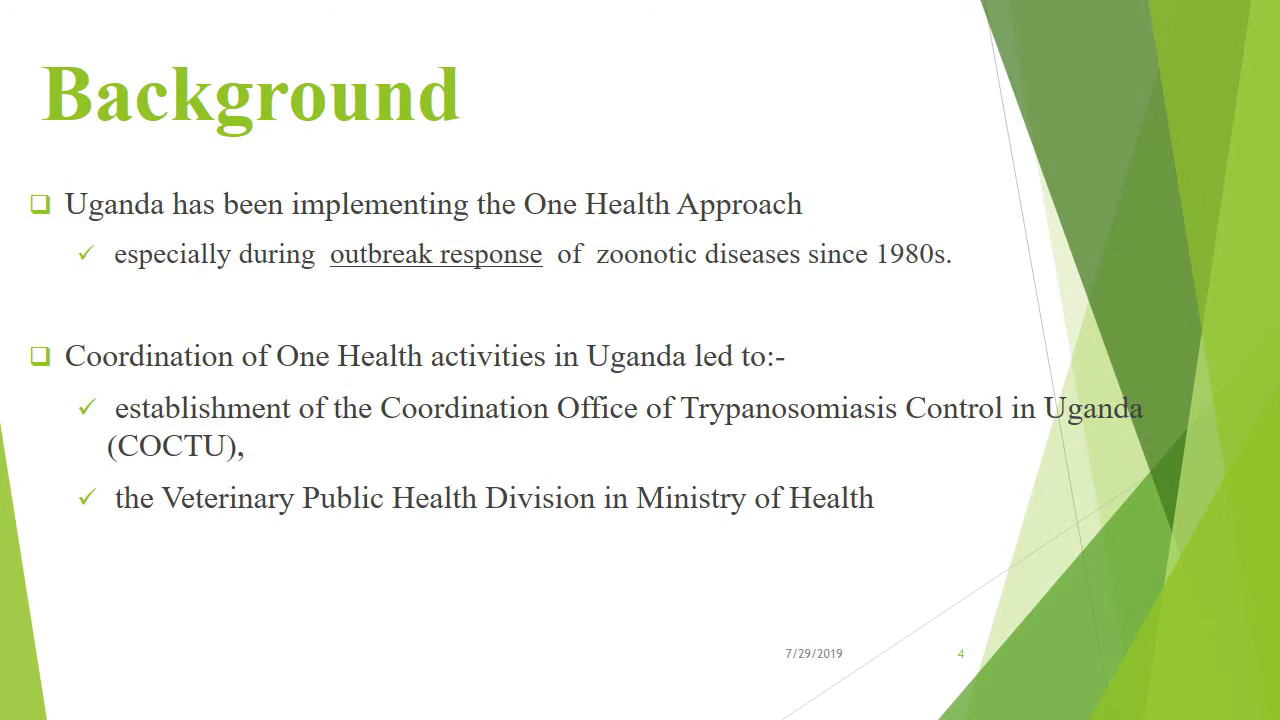 Background
Uganda has been implementing the One Health Approach
especially during outbreak response of zoonotic diseases since 1980s.
Coordination of One Health activities in Uganda led to:-
establishment of the Coordination Office of Trypanosomiasis Control in Uganda
(COCTU),
the Veterinary Public Health Division in Ministry of Health
7/29/2019 4